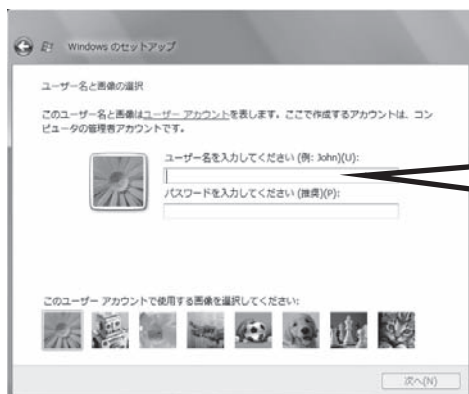 Windows のセットアップ
ユーザー名と画像の選択
このユーザー名と画像はユーザー アカウントを表します。ここで作成するアカウントは、コン
ピュータの管理者アカウントです。
ユーザー名を入力してください (例: John)(U):
パスワードを入力してください (推奨)(P):
このユーザー アカウントで使用する画像を選択してください:
次へ(N)